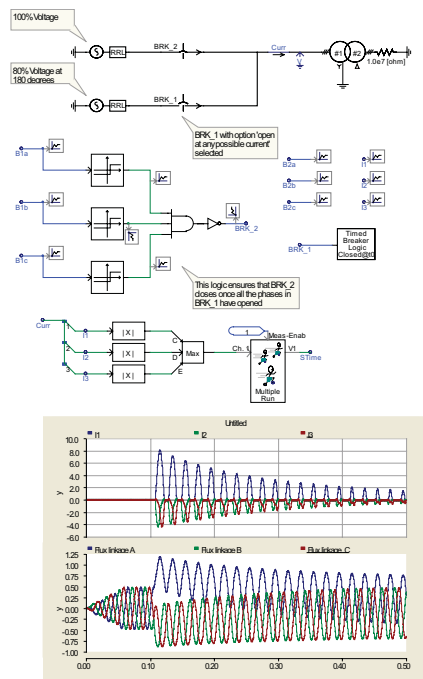 100% Voltage
RRL
BRK_2
Curr
V
#1
#2
1.0e7 [ohm]
80% Voltage at
180 degrees
RRL
BRK_1
BRK_1 with option 'open
at any possible current'
selected
B1a
B1b
B1c
BRK_2
B2a
B2b
B2c
I1
I2
I3
BRK_1
Timed
Breaker
Logic
Closed@t0
This logic ensures that BRK_2
closes once all the phases in
BRK_1 have opened
Curr
1
2
3
I1
I2
I3
| X |
| X |
| X |
C
D
E
Max
1
Meas-Enab
Ch. 1
V1
STime
Multiple
Run
Untitled
I1
I2
I3
10.0
8.0
6.0
4.0
2.0
0.0
-2.0
-4.0
-6.0
y
Flux linkage A
Flux linkage B
Flux linkage_C
1.25
1.00
0.75
0.50
0.25
0.00
-0.25
-0.50
-0.75
-1.00
y
0.00
0.10
0.20
0.30
0.40
0.50